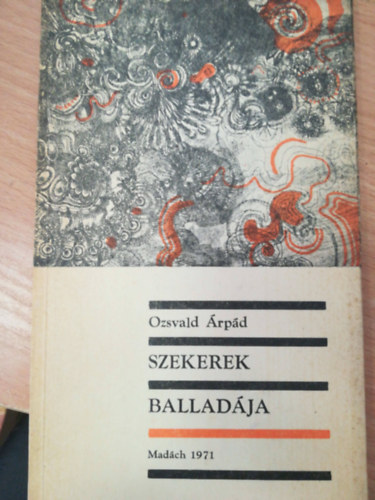 Ozsvald Árpád
SZEKEREK
BALLADÁJA
Madách 1971